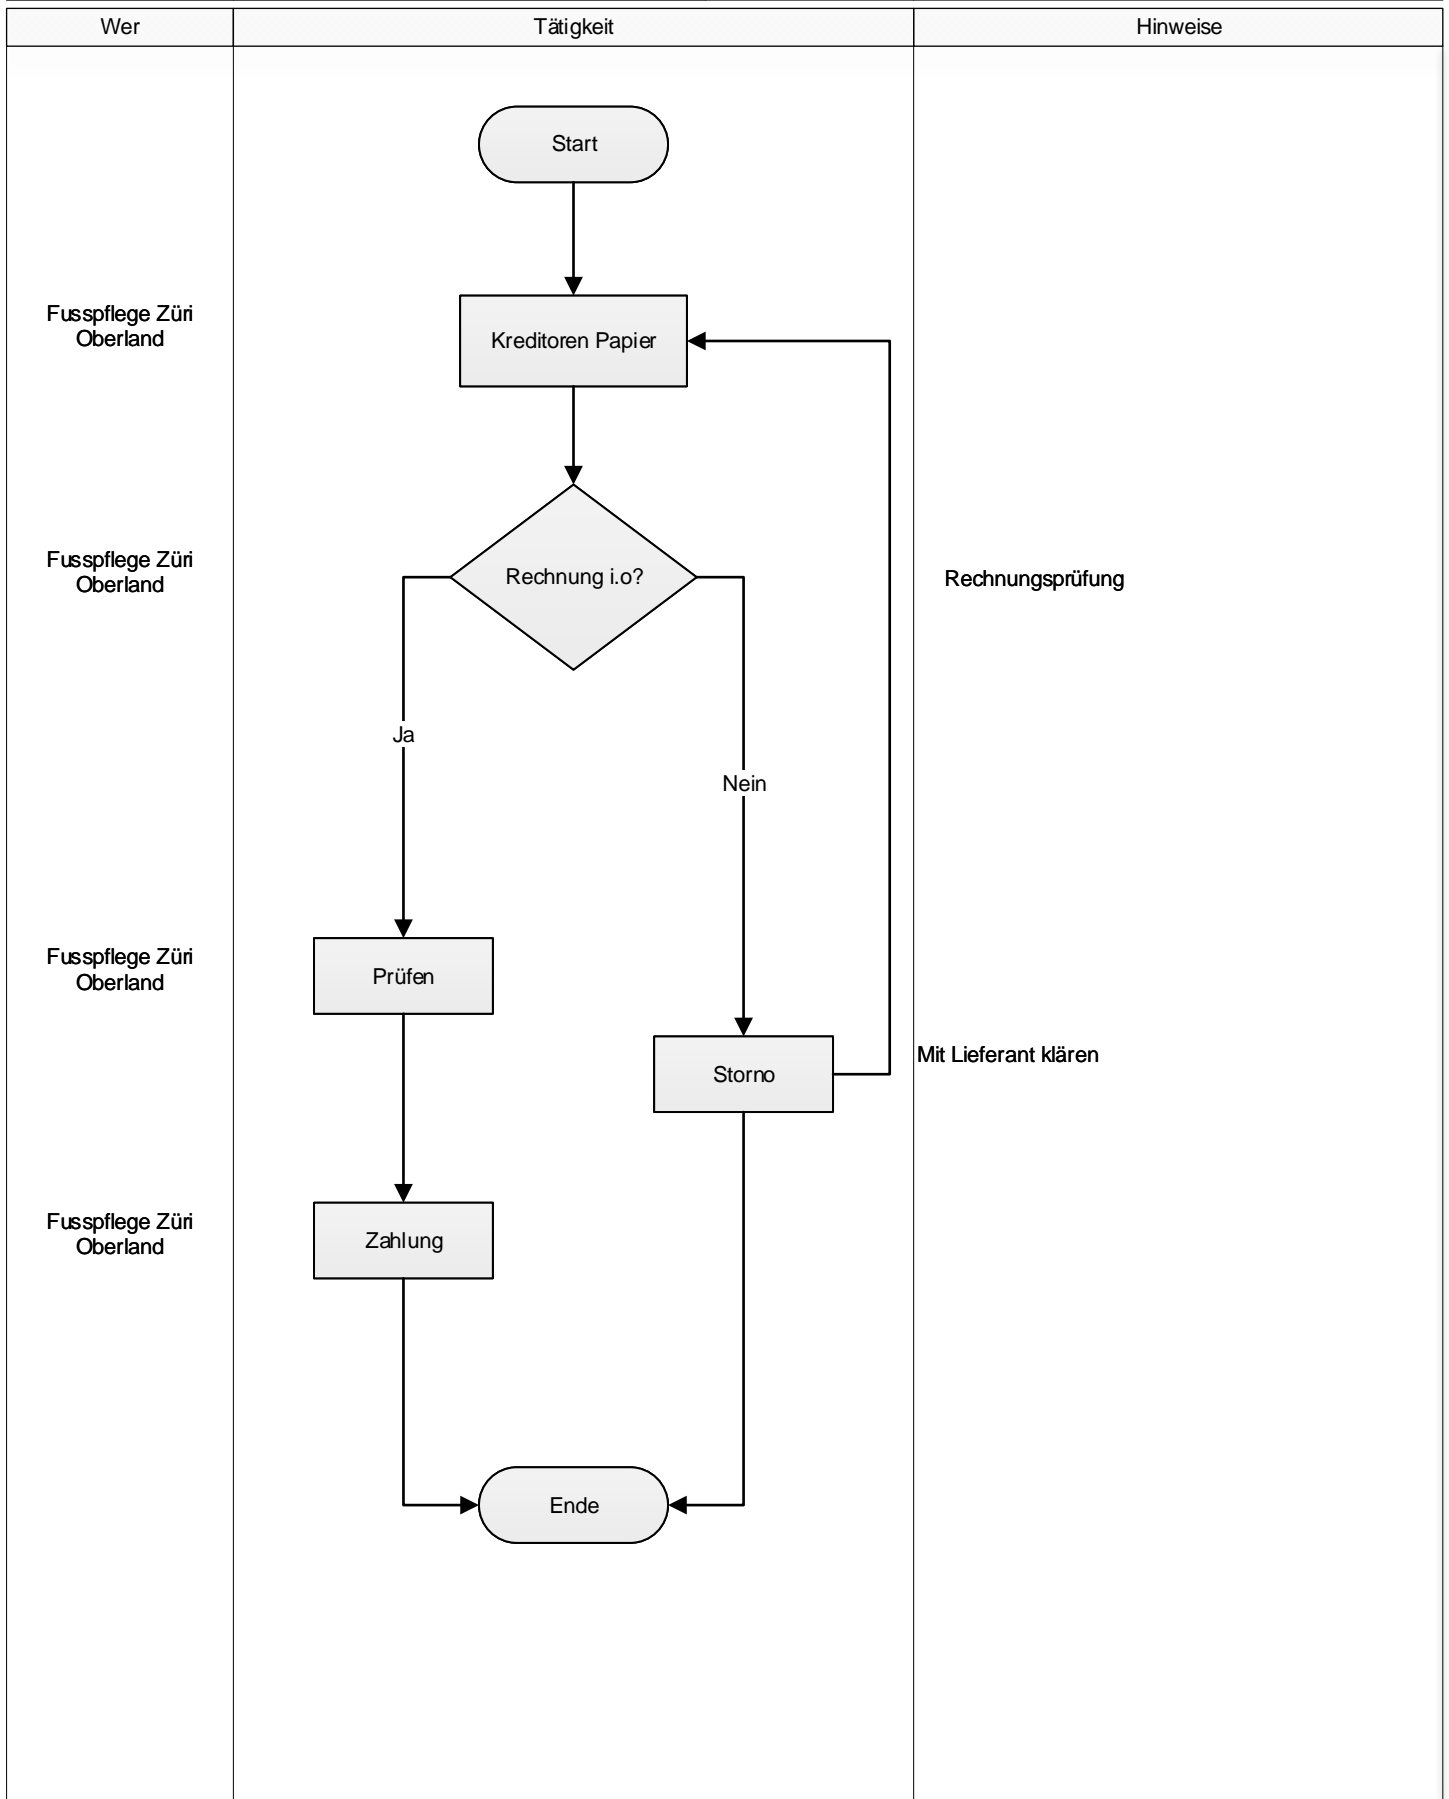 Wer
Tätigkeit
Hinweise
Start
Fusspflege Züri
Oberland
Kreditoren Papier
Fusspflege Züri
Oberland
Rechnung i.o?
Rechnungsprüfung
Ja
Nein
Fusspflege Züri
Oberland
Prüfen
Storno
Mit Lieferant klären
Fusspflege Züri
Oberland
Zahlung
Ende